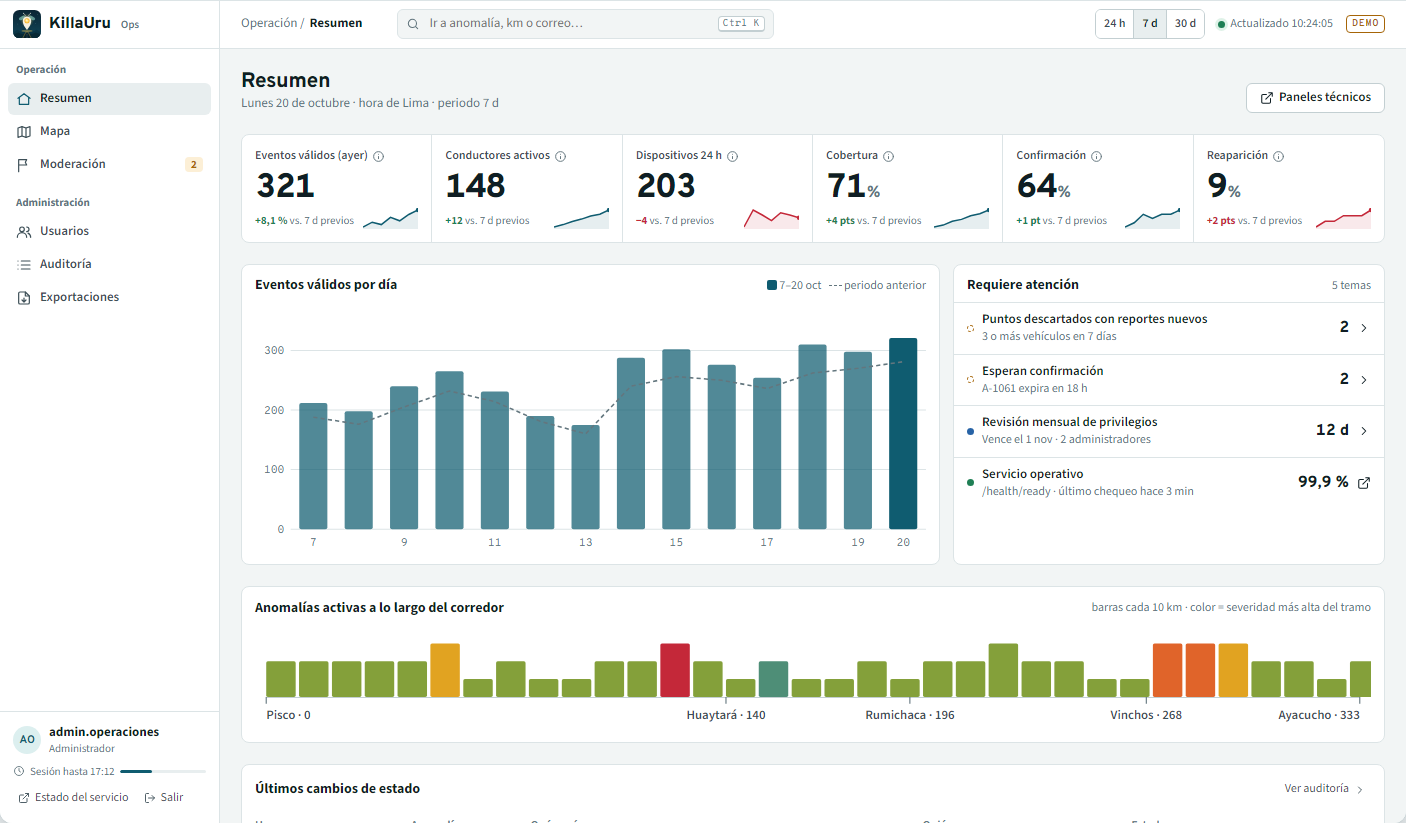 KillaUru Ops
Operación / Resumen
Ir a anomalía, km o correo…
Ctrl K
24 h
7 d
30 d
Actualizado 10:24:05
DEMO
Operación
Resumen
Mapa
Moderación
2
Administración
Usuarios
Auditoría
Exportaciones
AO
admin.operaciones
Administrador
Sesión hasta 17:12
Estado del servicio
Salir
Resumen
Lunes 20 de octubre · hora de Lima · periodo 7 d
Paneles técnicos
Eventos válidos (ayer)
321
+8,1 % vs. 7 d previos
Conductores activos
148
+12 vs. 7 d previos
Dispositivos 24 h
203
−4 vs. 7 d previos
Cobertura
71%
+4 pts vs. 7 d previos
Confirmación
64%
+1 pt vs. 7 d previos
Reaparición
9%
+2 pts vs. 7 d previos
Eventos válidos por día
7–20 oct
periodo anterior
300
200
100
0
7
9
11
13
15
17
19
20
Requiere atención
5 temas
Puntos descartados con reportes nuevos
3 o más vehículos en 7 días
2
Esperan confirmación
A-1061 expira en 18 h
2
Revisión mensual de privilegios
Vence el 1 nov · 2 administradores
12 d
Servicio operativo
/health/ready · último chequeo hace 3 min
99,9 %
Anomalías activas a lo largo del corredor
barras cada 10 km · color = severidad más alta del tramo
Pisco · 0
Huaytará · 140
Rumichaca · 196
Vinchos · 268
Ayacucho · 333
Últimos cambios de estado
Ver auditoría